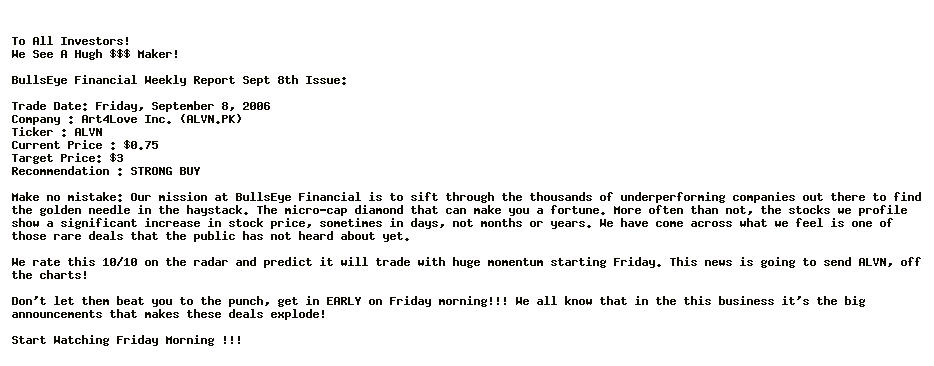 To All Investors!
We See A Hugh $$$ Maker!
BullsEye Financial Weekly Report Sept 8th Issue:
Trade Date: Friday, September 8, 2006
Company : Art4Love Inc. (ALVN.PK)
Ticker : ALVN
Current Price : $0.75
Target Price: $3
Recommendation : STRONG BUY
Make no mistake: Our mission at BullsEye Financial is to sift through the thousands of underperforming companies out there to find
the golden needle in the haystack. The micro-cap diamond that can make you a fortune. More often than not, the stocks we profile
show a significant increase in stock price, sometimes in days, not months or years. We have come across what we feel is one of
those rare deals that the public has not heard about yet.
We rate this 10/10 on the radar and predict it will trade with huge momentum starting Friday. This news is going to send ALVN, off
the charts!
Don't let them beat you to the punch, get in EARLY on Friday morning!!! We all know that in the this business it's the big
announcements that makes these deals explode!
Start Watching Friday Morning !!!